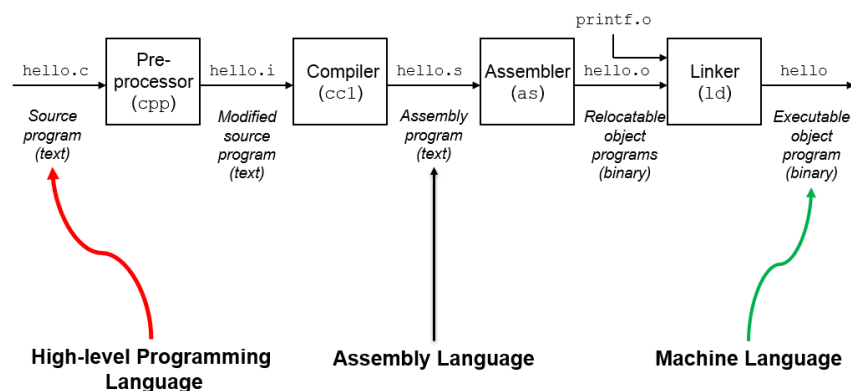 printf.o
hello.c
Pre-
processor
(cpp)
hello.i
Compiler
(cc1)
hello.s
Assembler
(as)
hello.o
Linker
(ld)
hello
Source
program
(text)
Modified
source
program
(text)
Assembly
program
(text)
Relocatable
object
programs
(binary)
Executable
object
program
(binary)
High-level Programming
Language
Assembly Language
Machine Language